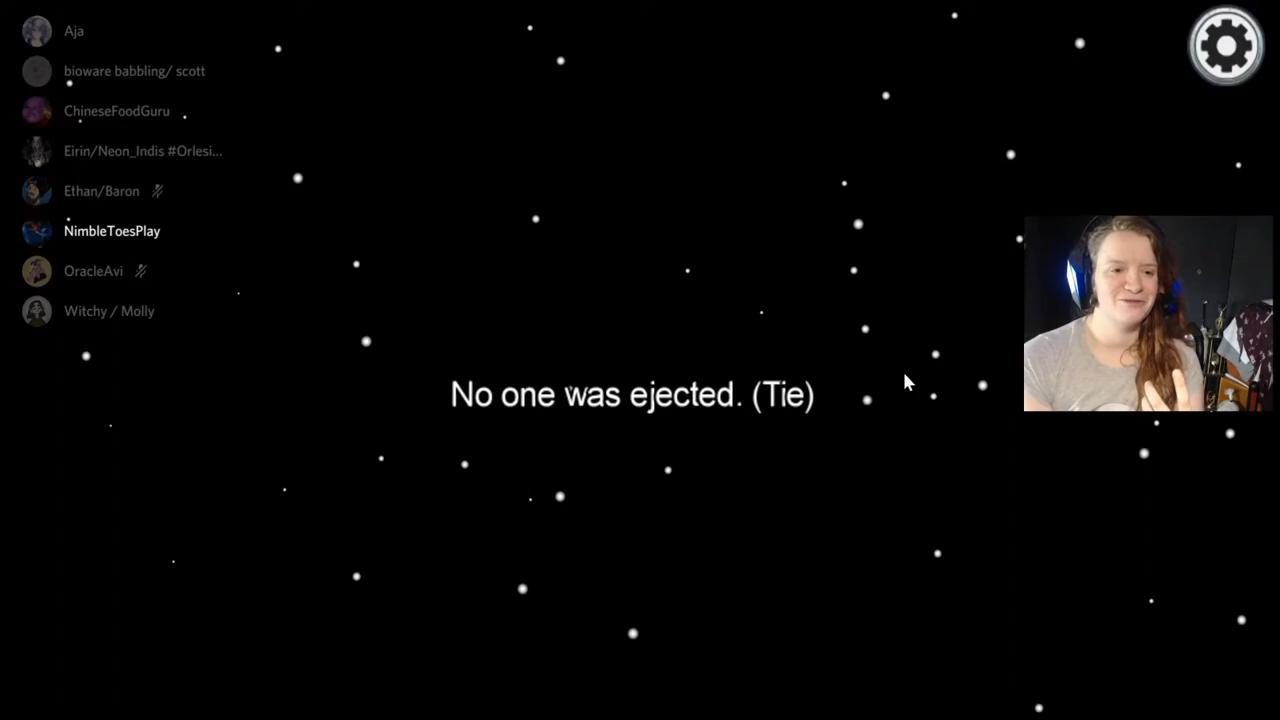 Aja
bioware babbling/ scott
ChineseFoodGuru
Eirin/Neon_Indis #Orlesi...
Ethan/Baron
NimbleToesPlay
OracleAvi
Witchy / Molly
No one was ejected. (Tie)